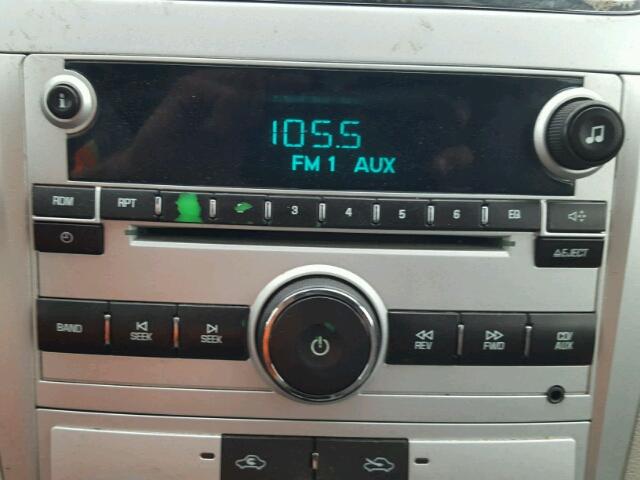 i
105.5
FM 1 AUX
RDM RPT 3 4 5 6 EQ
▲EJECT
BAND SEEK SEEK REV FWD CD/
AUX